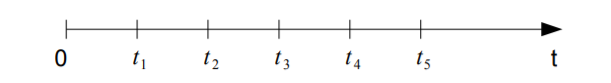 0 t₁ t₂ t₃ t₄ t₅ t